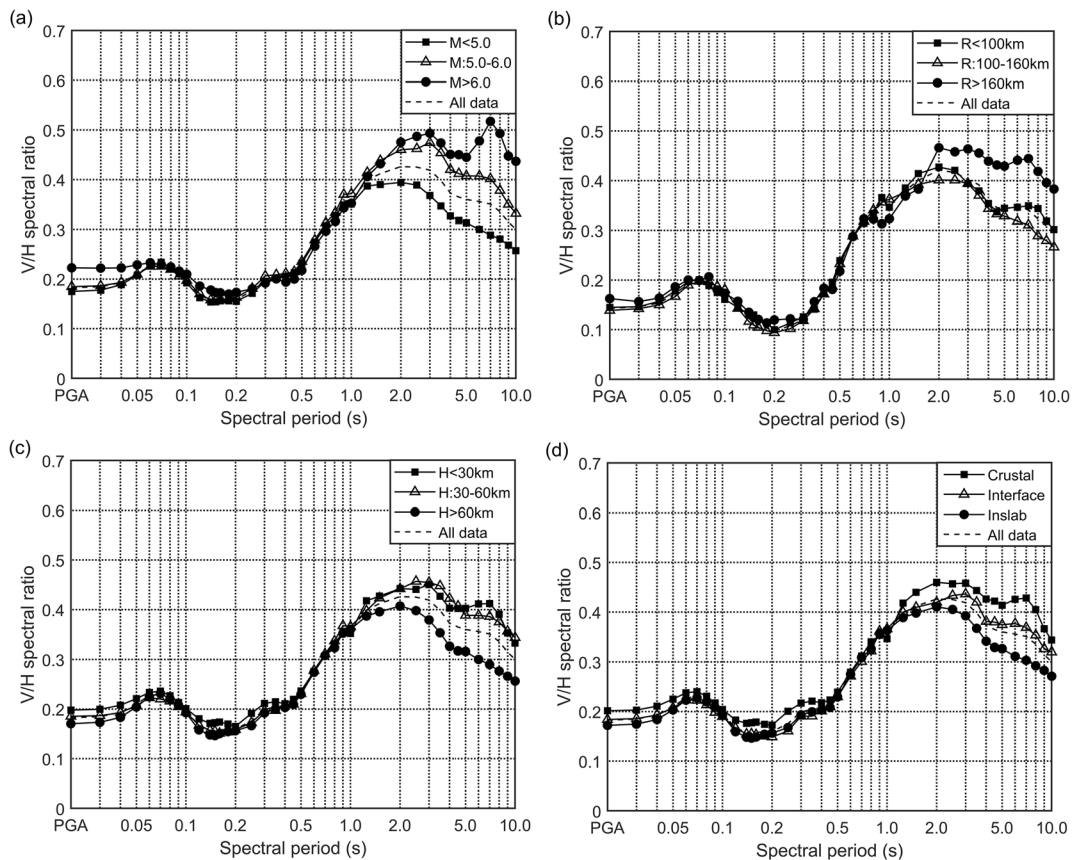 (a)
0.7
0.6
0.5
0.4
0.3
0.2
0.1
0
V/H spectral ratio
M<5.0
M:5.0-6.0
M>6.0
All data
PGA 0.05 0.1 0.2 0.5 1.0 2.0 5.0 10.0
Spectral period (s)
(b)
0.7
0.6
0.5
0.4
0.3
0.2
0.1
0
V/H spectral ratio
R<100km
R:100-160km
R>160km
All data
PGA 0.05 0.1 0.2 0.5 1.0 2.0 5.0 10.0
Spectral period (s)
(c)
0.7
0.6
0.5
0.4
0.3
0.2
0.1
0
V/H spectral ratio
H<30km
H:30-60km
H>60km
All data
PGA 0.05 0.1 0.2 0.5 1.0 2.0 5.0 10.0
Spectral period (s)
(d)
0.7
0.6
0.5
0.4
0.3
0.2
0.1
0
V/H spectral ratio
Crustal
Interface
Inslab
All data
PGA 0.05 0.1 0.2 0.5 1.0 2.0 5.0 10.0
Spectral period (s)